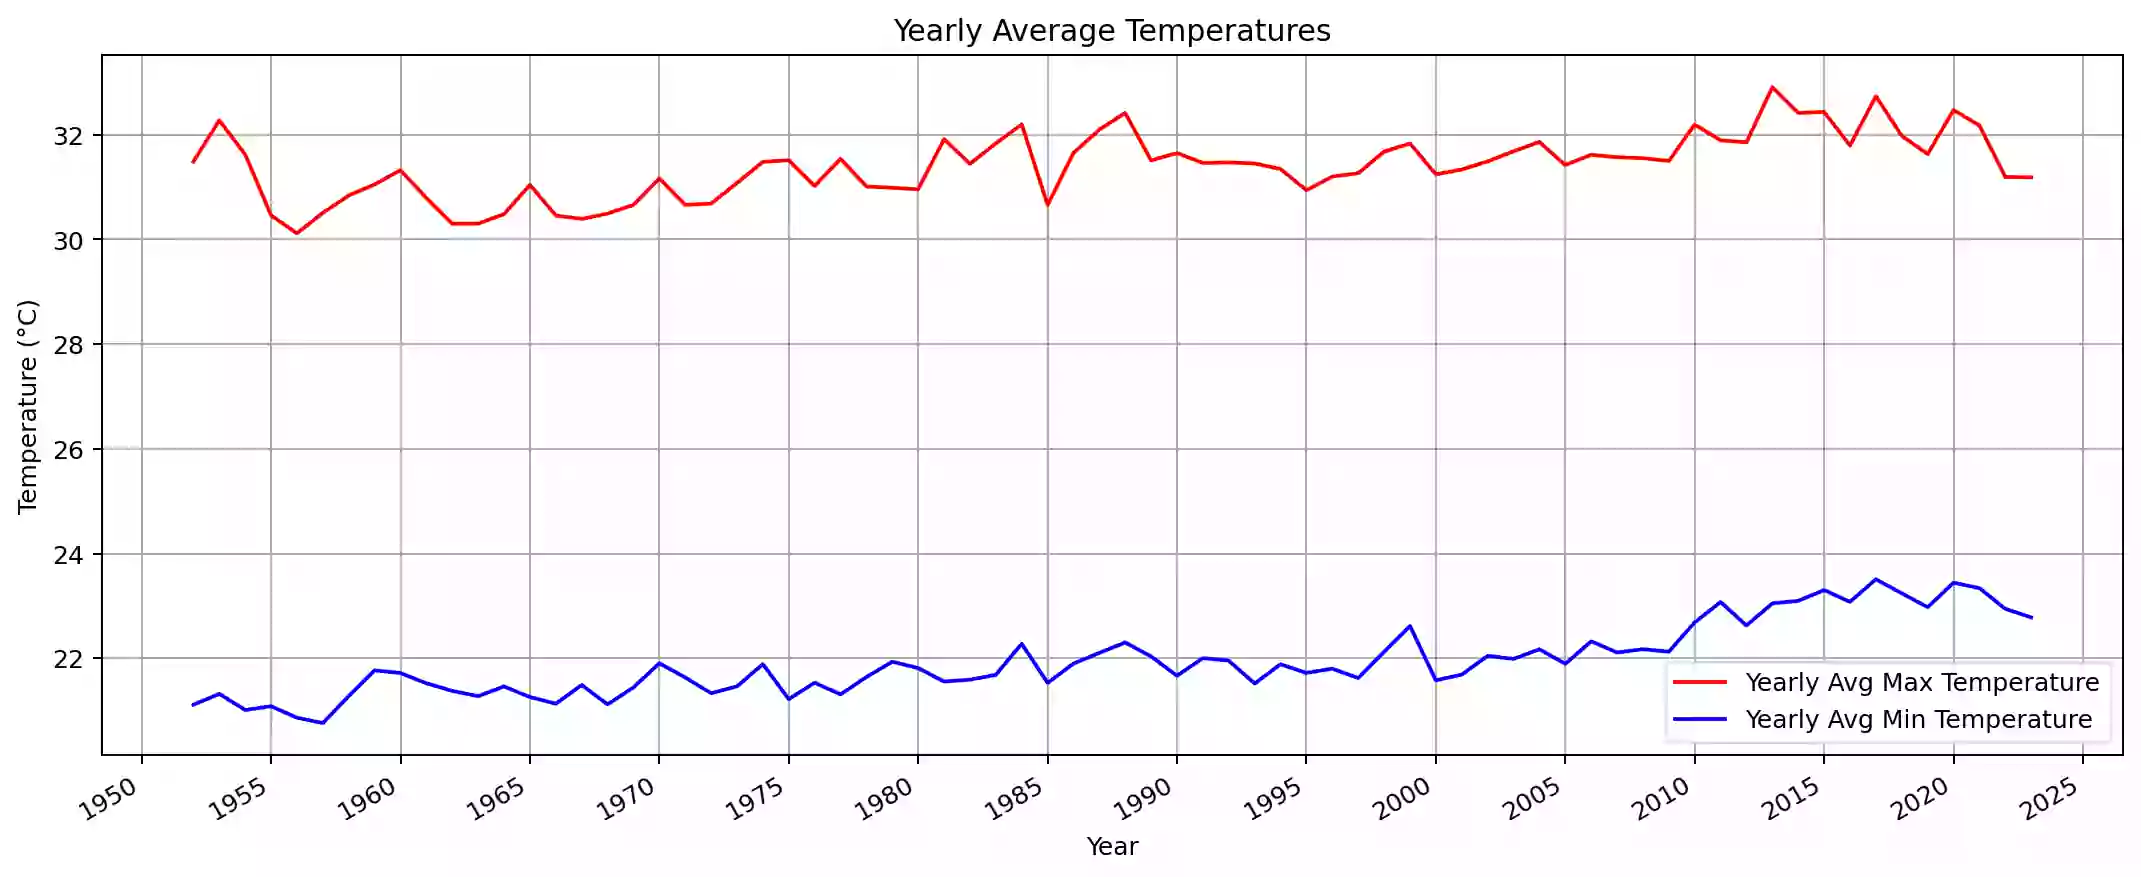 Yearly Average Temperatures
Temperature (°C)
32
30
28
26
24
22
Yearly Avg Max Temperature
Yearly Avg Min Temperature
1950 1955 1960 1965 1970 1975 1980 1985 1990 1995 2000 2005 2010 2015 2020 2025
Year